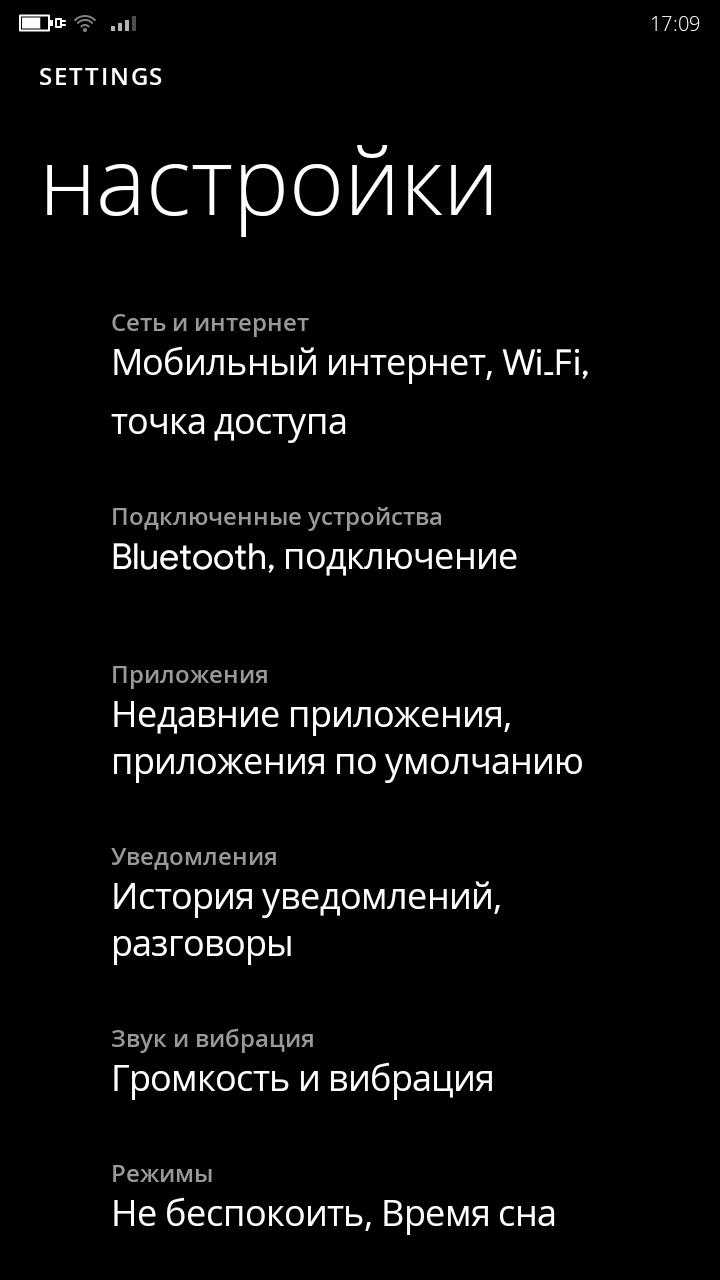 17:09
SETTINGS
настройки
Сеть и интернет
Мобильный интернет, Wi-Fi,
точка доступа
Подключенные устройства
Bluetooth, подключение
Приложения
Недавние приложения,
приложения по умолчанию
Уведомления
История уведомлений,
разговоры
Звук и вибрация
Громкость и вибрация
Режимы
Не беспокоить, Время сна